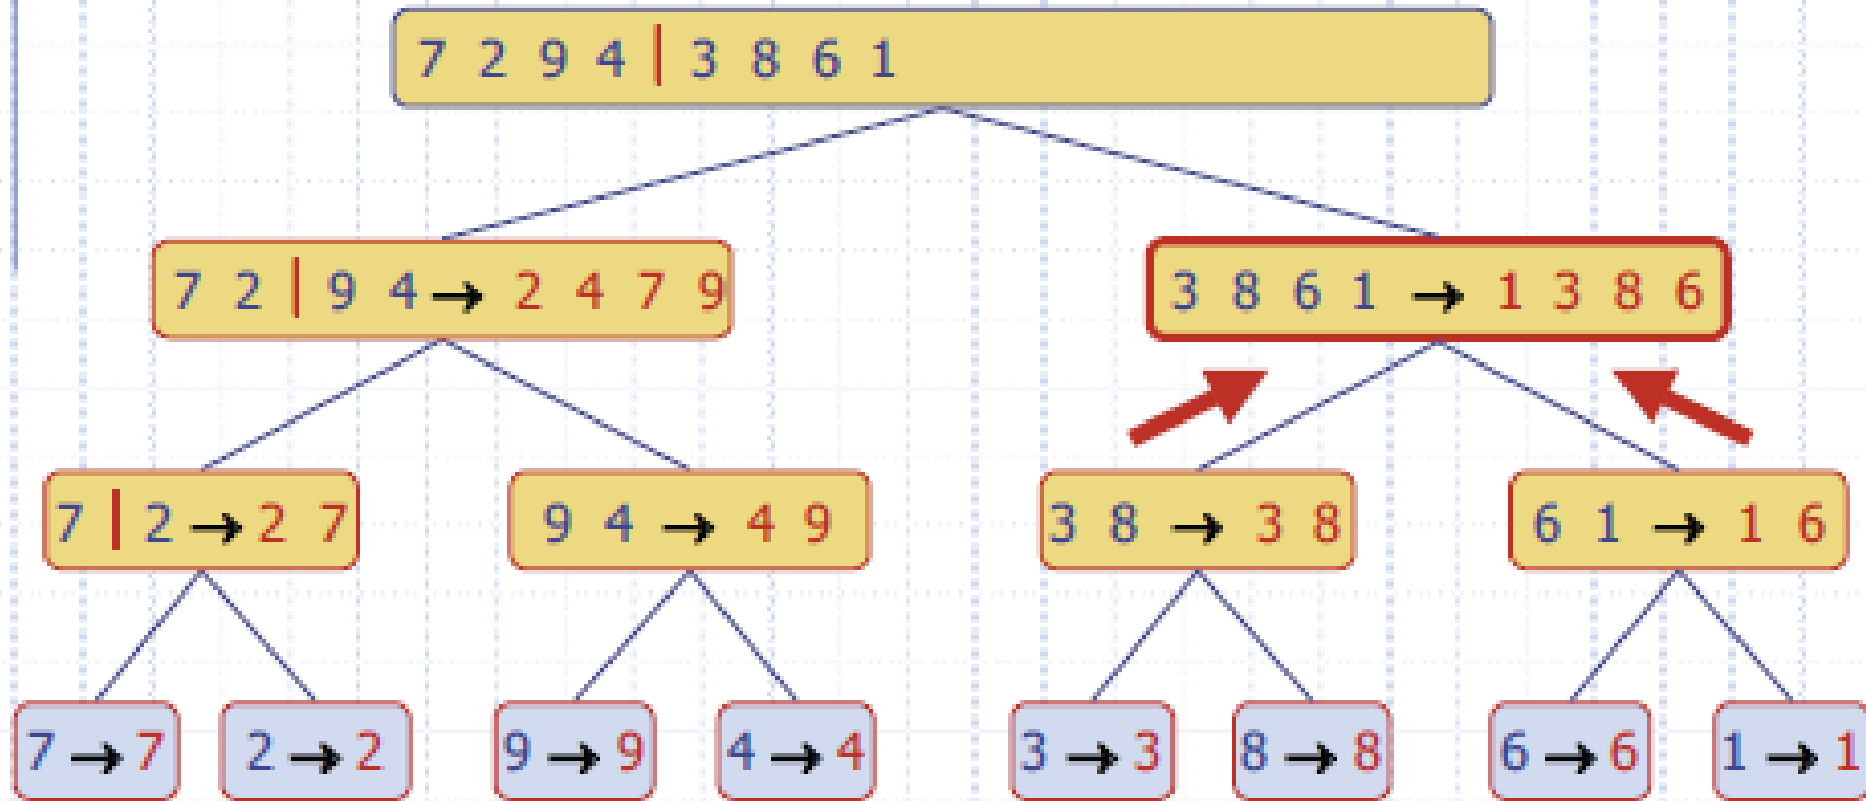 7 2 9 4 | 3 8 6 1
7 2 | 9 4 → 2 4 7 9
3 8 6 1 → 1 3 8 6
7 | 2 → 2 7
9 4 → 4 9
3 8 → 3 8
6 1 → 1 6
7 → 7
2 → 2
9 → 9
4 → 4
3 → 3
8 → 8
6 → 6
1 → 1